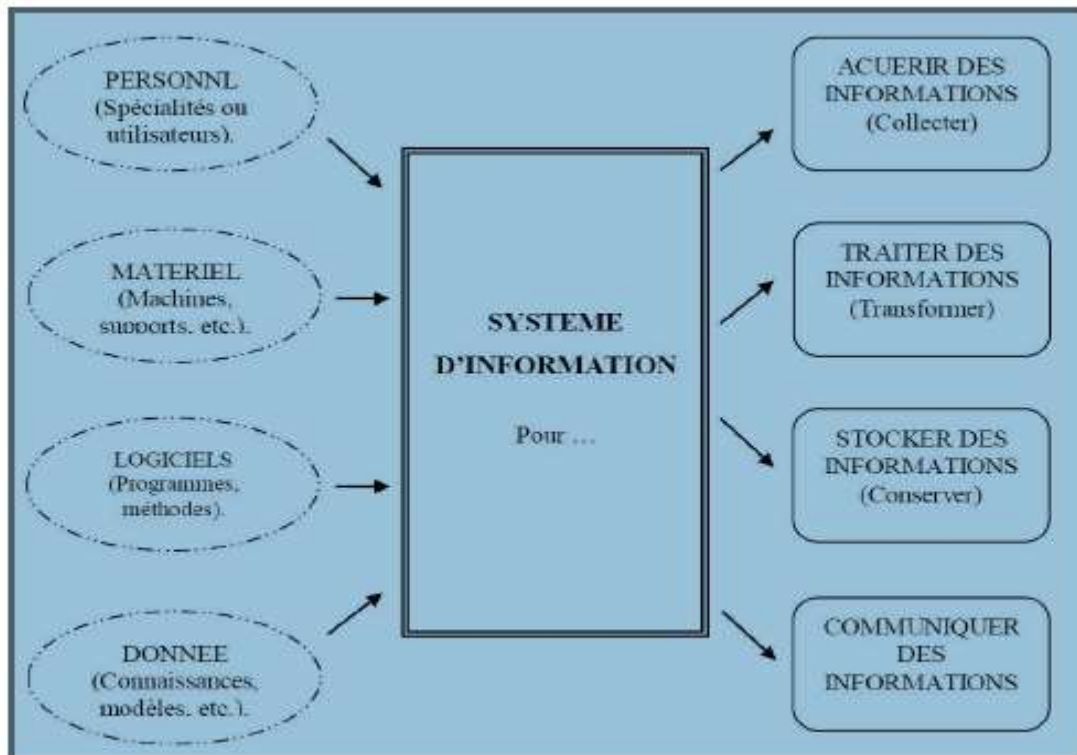 PERSONNL
(Spécialités ou
utilisateurs).
MATERIEL
(Machines,
supports, etc.).
LOGICIELS
(Programmes,
méthodes).
DONNEE
(Connaissances,
modèles, etc.).
SYSTEME
D'INFORMATION
Pour ...
ACUERIR DES
INFORMATIONS
(Collecter)
TRAITER DES
INFORMATIONS
(Transformer)
STOCKER DES
INFORMATIONS
(Conserver)
COMMUNIQUER
DES
INFORMATIONS